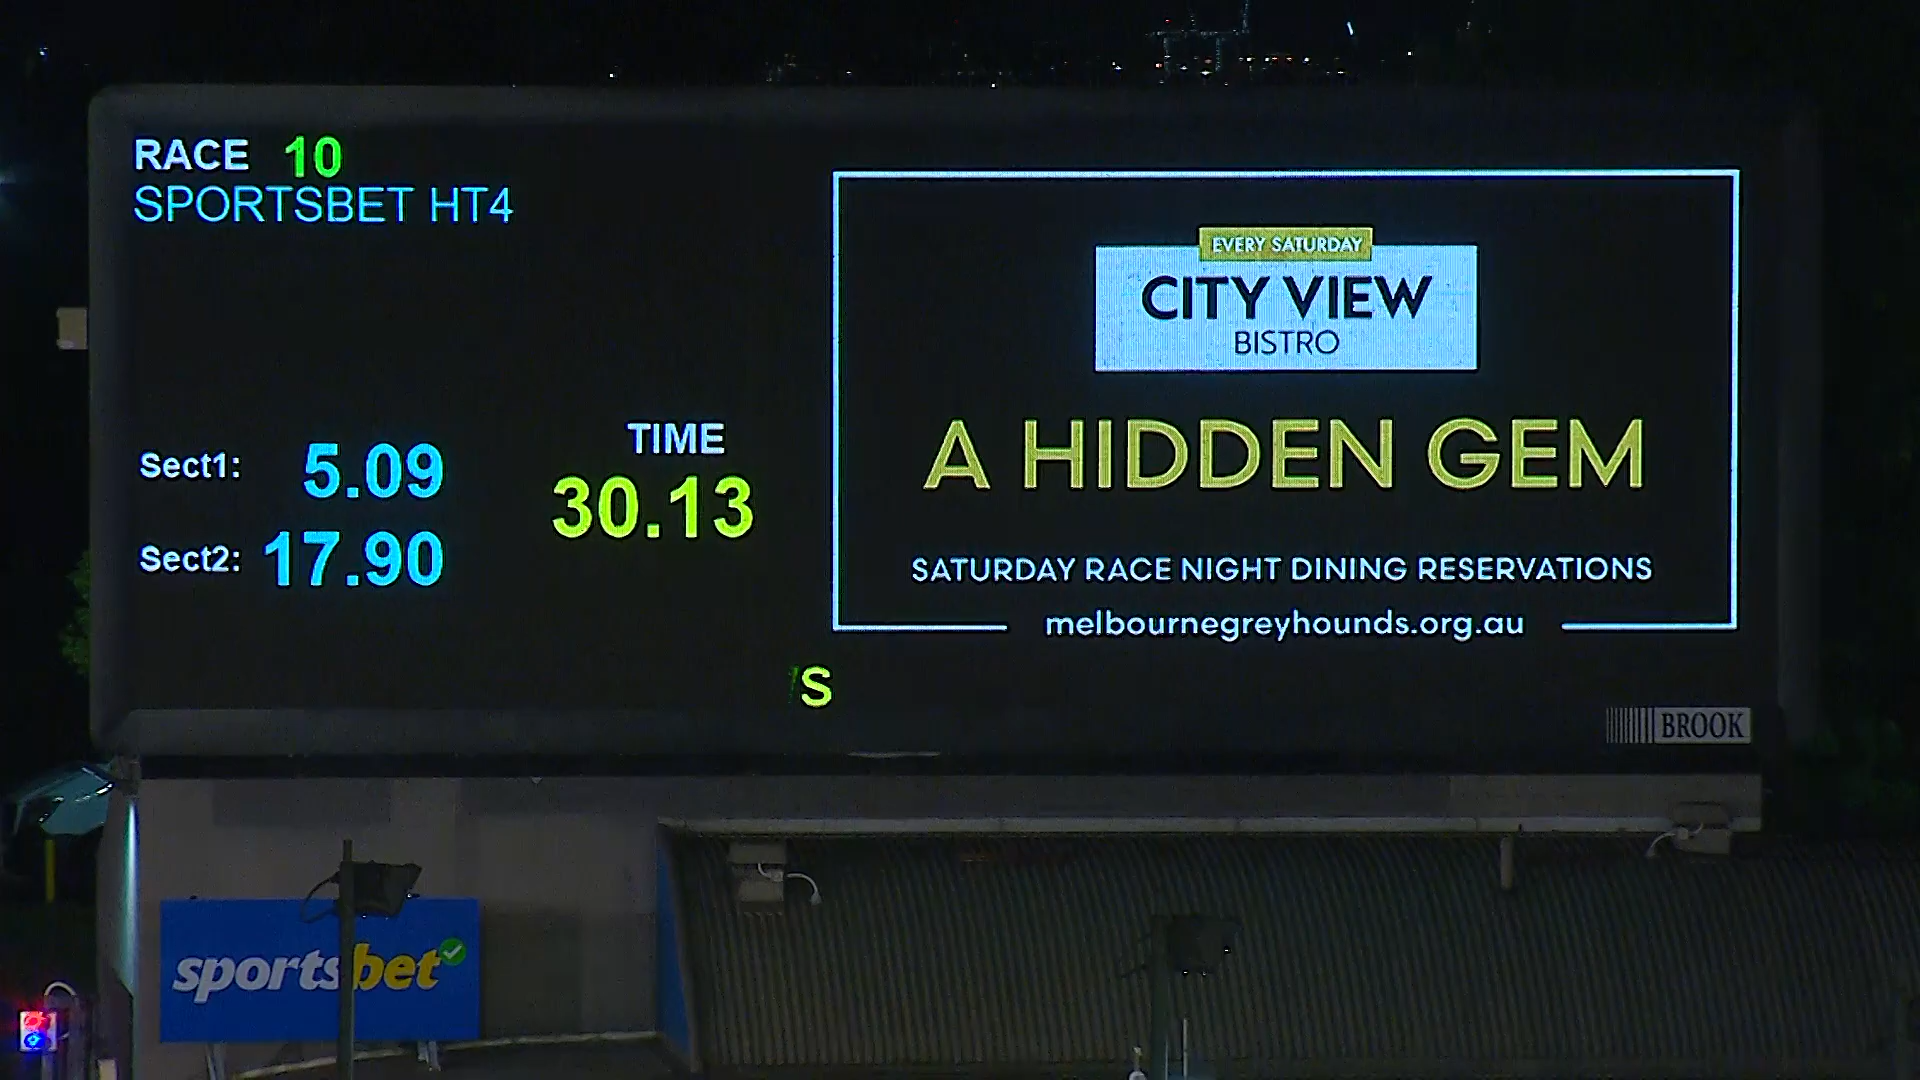 RACE 10
SPORTSBET HT4
Sect1: 5.09
Sect2: 17.90
TIME
30.13
EVERY SATURDAY
CITY VIEW
BISTRO
A HIDDEN GEM
SATURDAY RACE NIGHT DINING RESERVATIONS
melbournegreyhounds.org.au
S
BROOK
sportsbet